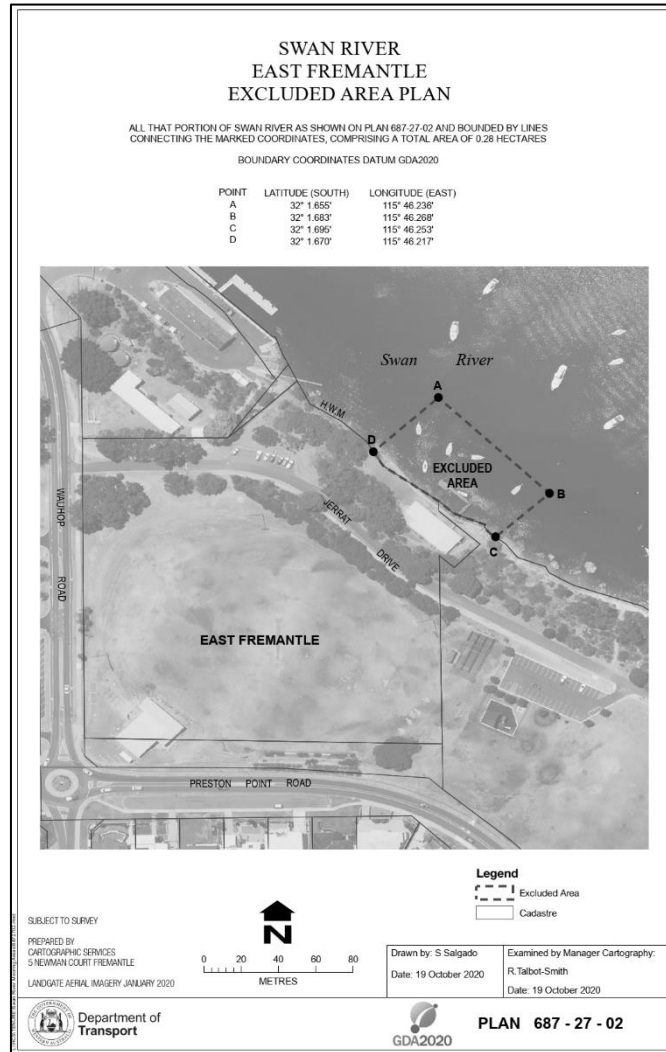 SWAN RIVER
EAST FREMANTLE
EXCLUDED AREA PLAN
ALL THAT PORTION OF SWAN RIVER AS SHOWN ON PLAN 687-27-02 AND BOUNDED BY LINES
CONNECTING THE MARKED COORDINATES, COMPRISING A TOTAL AREA OF 0.28 HECTARES
BOUNDARY COORDINATES DATUM GDA2020
POINT LATITUDE (SOUTH) LONGITUDE (EAST)
A 32° 1.655' 115° 46.236'
B 32° 1.683' 115° 46.268'
C 32° 1.695' 115° 46.253'
D 32° 1.670' 115° 46.217'
Swan River
A
H.W.M
D
EXCLUDED
AREA
B
C
WAUHOP ROAD
JERRAT DRIVE
EAST FREMANTLE
PRESTON POINT ROAD
Legend
Excluded Area
Cadastre
SUBJECT TO SURVEY
PREPARED BY
CARTOGRAPHIC SERVICES
5 NEWMAN COURT FREMANTLE
LANDGATE AERIAL IMAGERY JANUARY 2020
N
0 20 40 60 80
METRES
Drawn by: S Salgado
Date: 19 October 2020
Examined by Manager Cartography:
R.Talbot-Smith
Date: 19 October 2020
Department of
Transport
GDA2020
PLAN 687 - 27 - 02